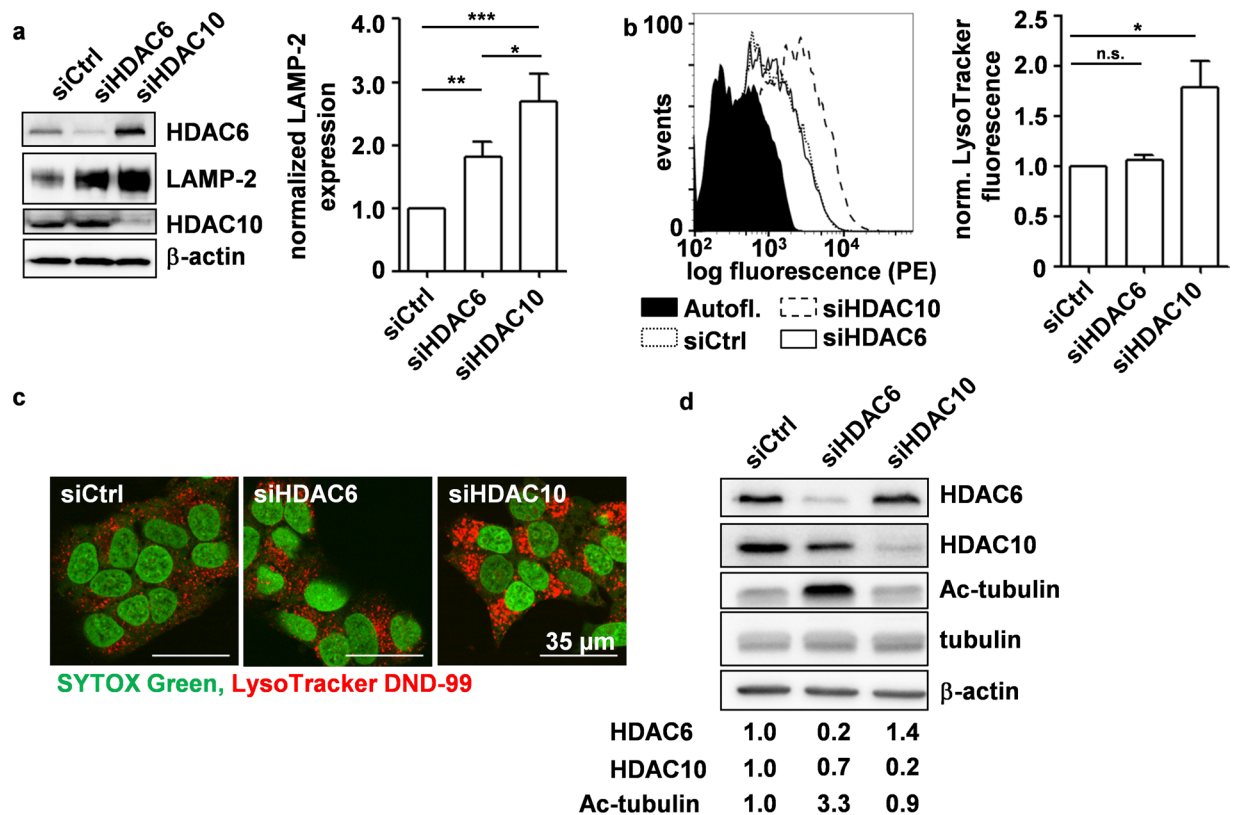 a
siCtrl
siHDAC6
siHDAC10
HDAC6
LAMP-2
HDAC10
β-actin
normalized LAMP-2
expression
4.0
3.0
2.0
1.0
0
***
**
*
siCtrl
siHDAC6
siHDAC10
b
events
100
0
10²
10³
10⁴
log fluorescence (PE)
Autofl.
siHDAC10
siCtrl
siHDAC6
norm. LysoTracker
fluorescence
2.5
2.0
1.5
1.0
0.5
0
*
n.s.
siCtrl
siHDAC6
siHDAC10
c
siCtrl
siHDAC6
siHDAC10
35 µm
SYTOX Green, LysoTracker DND-99
d
siCtrl
siHDAC6
siHDAC10
HDAC6
HDAC10
Ac-tubulin
tubulin
β-actin
HDAC6 1.0 0.2 1.4
HDAC10 1.0 0.7 0.2
Ac-tubulin 1.0 3.3 0.9